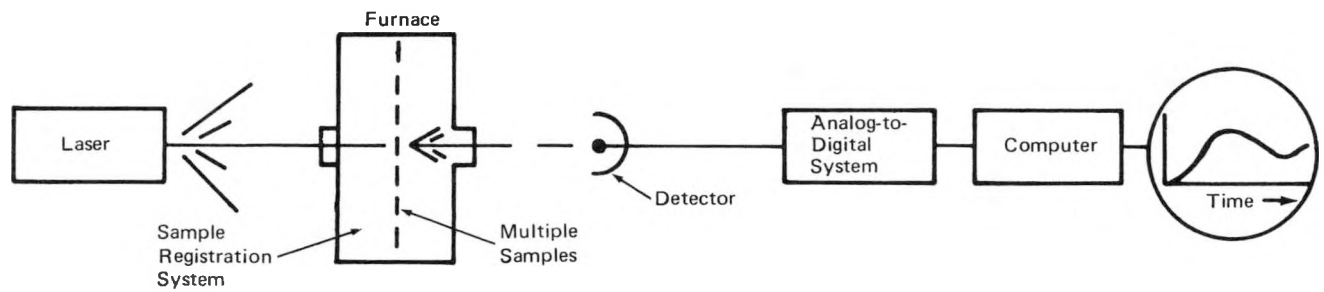 Furnace
Laser
Sample
Registration
System
Multiple
Samples
Detector
Analog-to-
Digital
System
Computer
Time